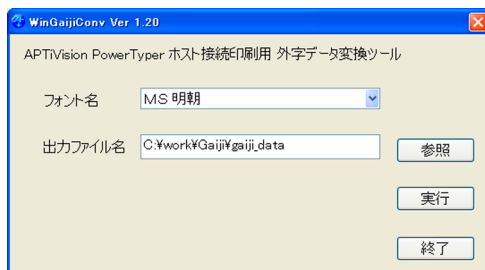 WinGaijiConv Ver 1.20
APTiVision PowerTyper ホスト接続印刷用 外字データ変換ツール
フォント名 MS 明朝
出力ファイル名 C:¥work¥Gaiji¥gaiji_data
参照
実行
終了